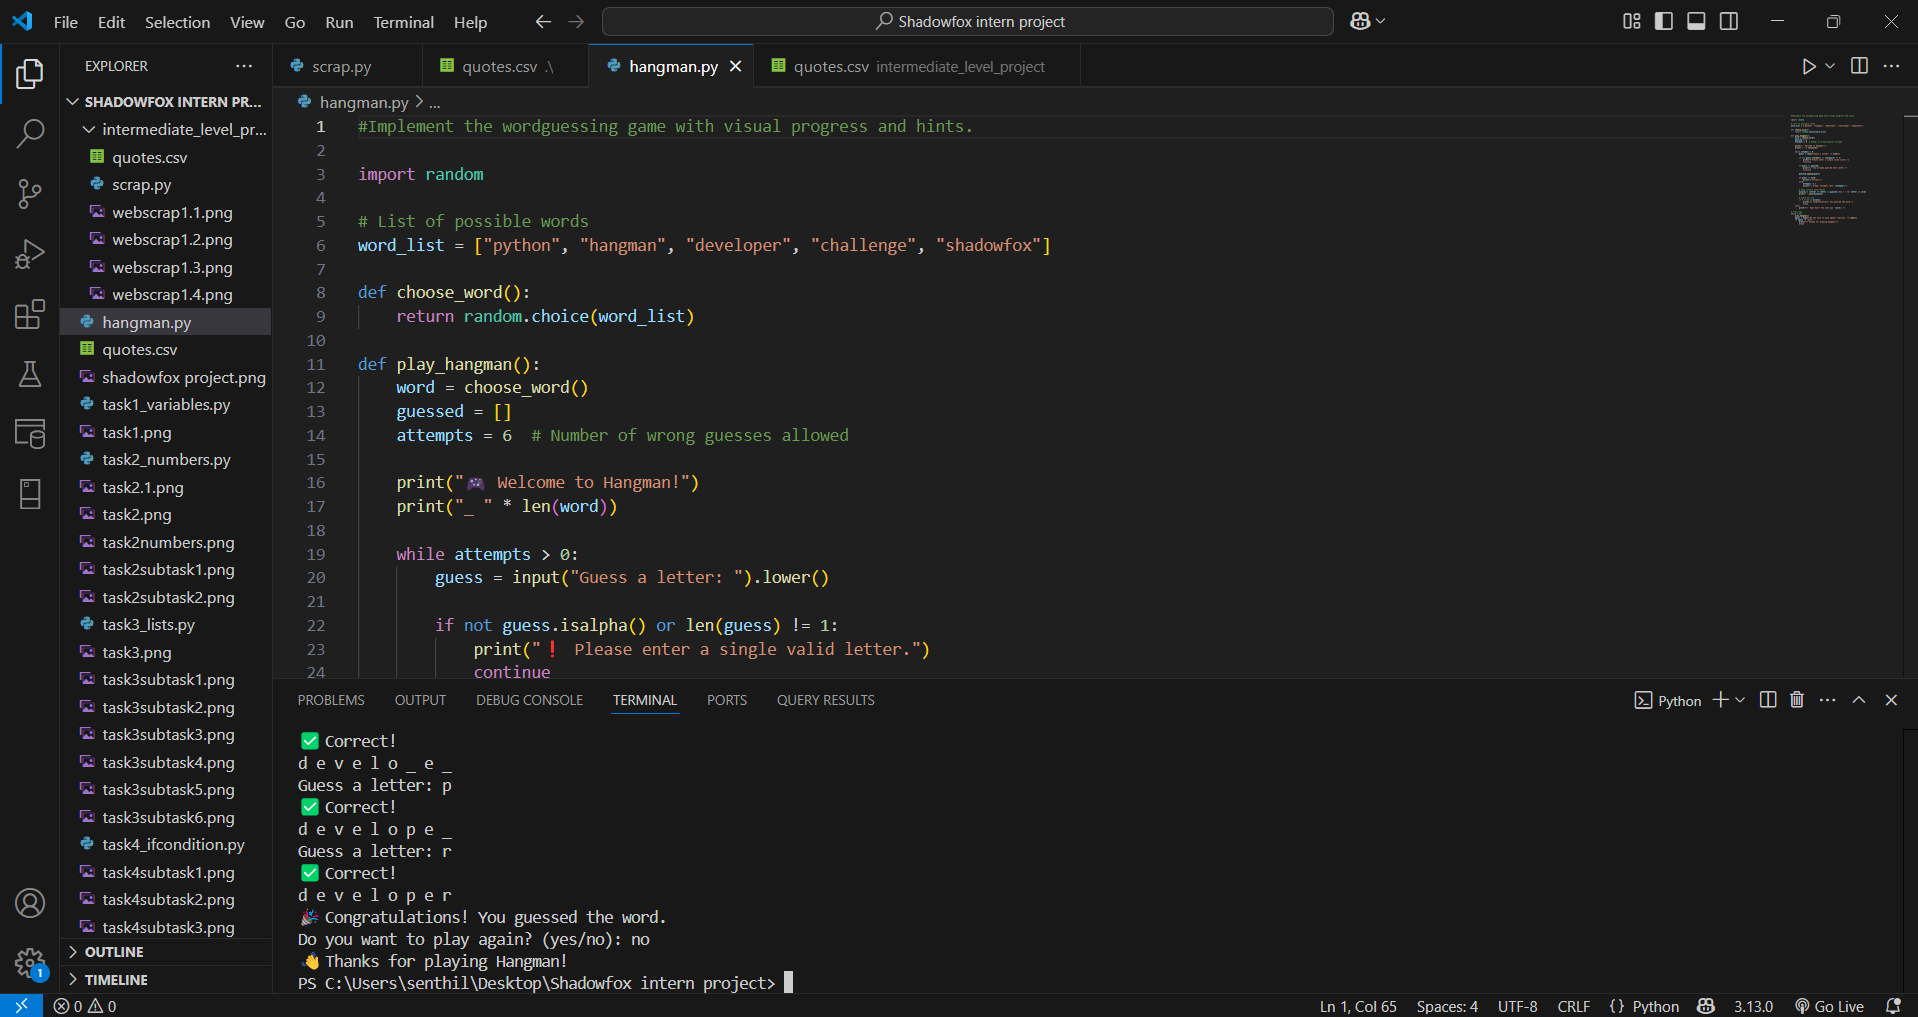 File Edit Selection View Go Run Terminal Help
Shadowfox intern project
EXPLORER
SHADOWFOX INTERN PR...
intermediate_level_pr...
quotes.csv
scrap.py
webscrap1.1.png
webscrap1.2.png
webscrap1.3.png
webscrap1.4.png
hangman.py
quotes.csv
shadowfox project.png
task1_variables.py
task1.png
task2_numbers.py
task2.1.png
task2.png
task2numbers.png
task2subtask1.png
task2subtask2.png
task3_lists.py
task3.png
task3subtask1.png
task3subtask2.png
task3subtask3.png
task3subtask4.png
task3subtask5.png
task3subtask6.png
task4_ifcondition.py
task4subtask1.png
task4subtask2.png
task4subtask3.png
OUTLINE
TIMELINE
scrap.py quotes.csv .\ hangman.py quotes.csv intermediate_level_project
hangman.py > ...
1 #Implement the wordguessing game with visual progress and hints.
2
3 import random
4
5 # List of possible words
6 word_list = ["python", "hangman", "developer", "challenge", "shadowfox"]
7
8 def choose_word():
9     return random.choice(word_list)
10
11 def play_hangman():
12     word = choose_word()
13     guessed = []
14     attempts = 6  # Number of wrong guesses allowed
15
16     print("🎮 Welcome to Hangman!")
17     print("_ " * len(word))
18
19     while attempts > 0:
20         guess = input("Guess a letter: ").lower()
21
22         if not guess.isalpha() or len(guess) != 1:
23             print("❗ Please enter a single valid letter.")
24             continue
PROBLEMS OUTPUT DEBUG CONSOLE TERMINAL PORTS QUERY RESULTS
Python
✅ Correct!
d e v e l o _ e _
Guess a letter: p
✅ Correct!
d e v e l o p e _
Guess a letter: r
✅ Correct!
d e v e l o p e r
🎉 Congratulations! You guessed the word.
Do you want to play again? (yes/no): no
👋 Thanks for playing Hangman!
PS C:\Users\senthil\Desktop\Shadowfox intern project>
1
0 0 Ln 1, Col 65 Spaces: 4 UTF-8 CRLF {} Python 3.13.0 Go Live